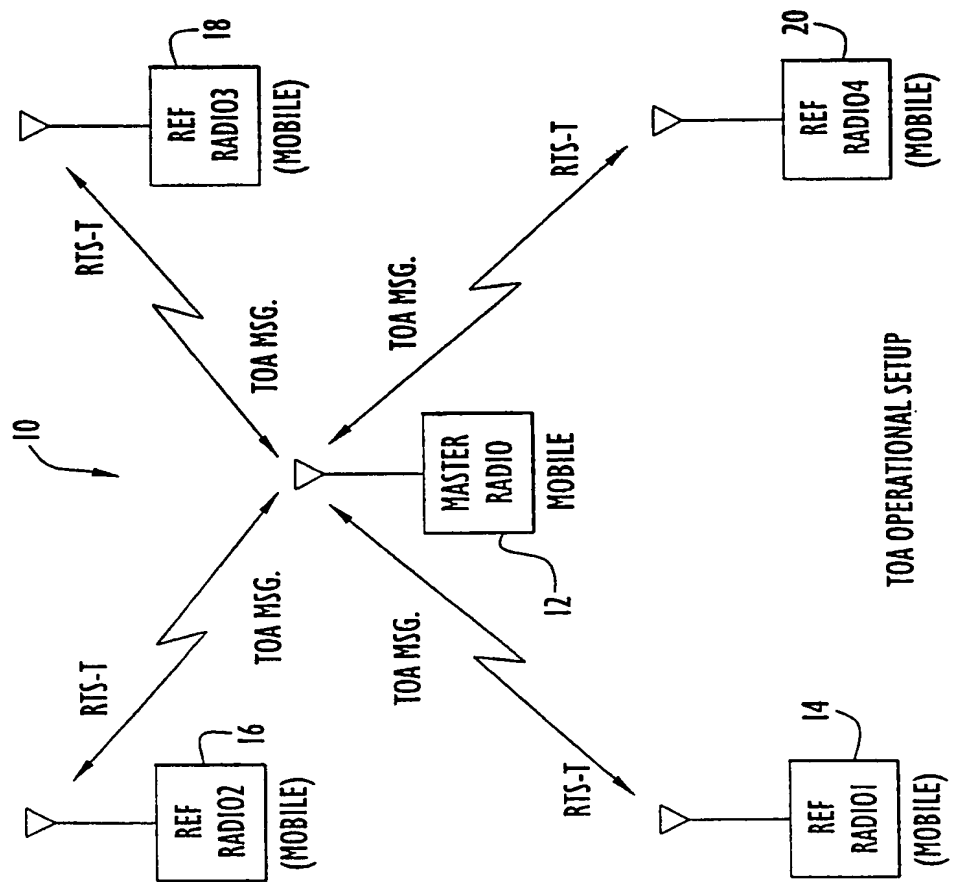 10
REF
RADIO2
(MOBILE)
16
REF
RADIO3
(MOBILE)
18
RTS-T
TOA MSG.
RTS-T
TOA MSG.
MASTER
RADIO
MOBILE
12
TOA MSG.
RTS-T
TOA MSG.
RTS-T
REF
RADIO1
(MOBILE)
14
REF
RADIO4
(MOBILE)
20
TOA OPERATIONAL SETUP